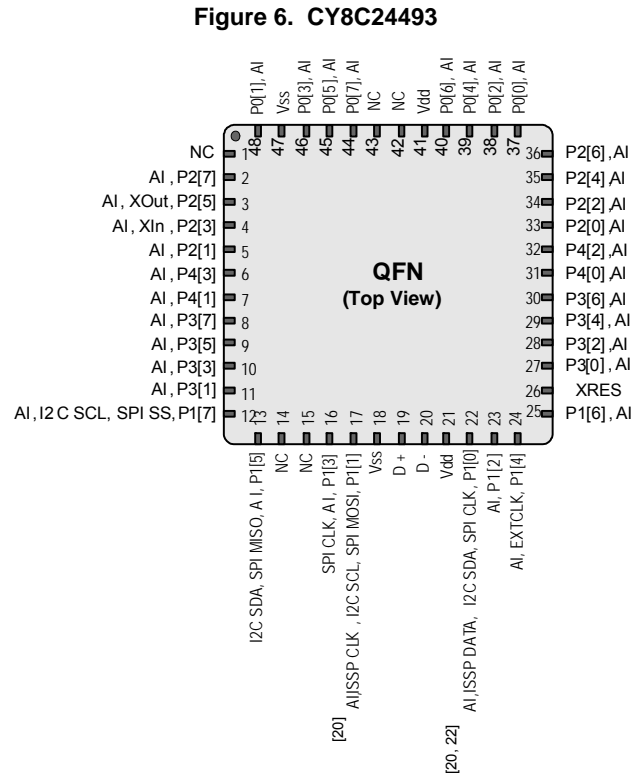 Figure 6. CY8C24493
P0[1], AI
Vss
P0[3], AI
P0[5], AI
P0[7], AI
NC
NC
Vdd
P0[6], AI
P0[4], AI
P0[2], AI
P0[0], AI
48
47
46
45
44
43
42
41
40
39
38
37
NC 1
AI , P2[7] 2
AI , XOut, P2[5] 3
AI , XIn , P2[3] 4
AI , P2[1] 5
AI , P4[3] 6
AI , P4[1] 7
AI , P3[7] 8
AI , P3[5] 9
AI , P3[3] 10
AI , P3[1] 11
AI , I2 C SCL, SPI SS, P1[7] 12
QFN
(Top View)
36 P2[6] , AI
35 P2[4] , AI
34 P2[2] , AI
33 P2[0] , AI
32 P4[2] , AI
31 P4[0] , AI
30 P3[6] , AI
29 P3[4] , AI
28 P3[2] , AI
27 P3[0] , AI
26 XRES
25 P1[6] , AI
13
14
15
16
17
18
19
20
21
22
23
24
I2C SDA, SPI MISO, A I, P1[5]
NC
NC
SPI CLK, A I, P1[3]
[20] AI,ISSP CLK , I2C SCL, SPI MOSI, P1[1]
Vss
D +
D -
Vdd
[20, 22] AI,ISSP DATA, I2C SDA, SPI CLK, P1[0]
AI, P1[2]
AI, EXTCLK, P1[4]